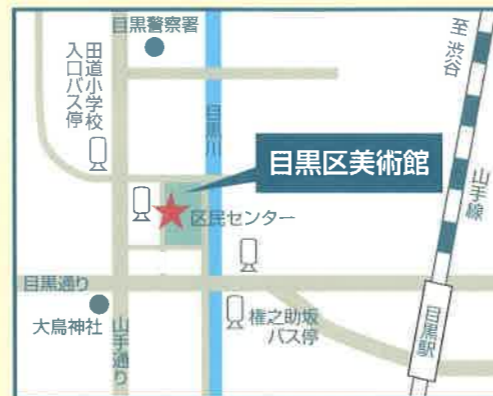 目黒警察署
田道小学校
入口バス停
目黒川
至 渋谷
山手線
目黒区美術館
区民センター
目黒通り
大鳥神社
山手通り
権之助坂
バス停
目黒駅